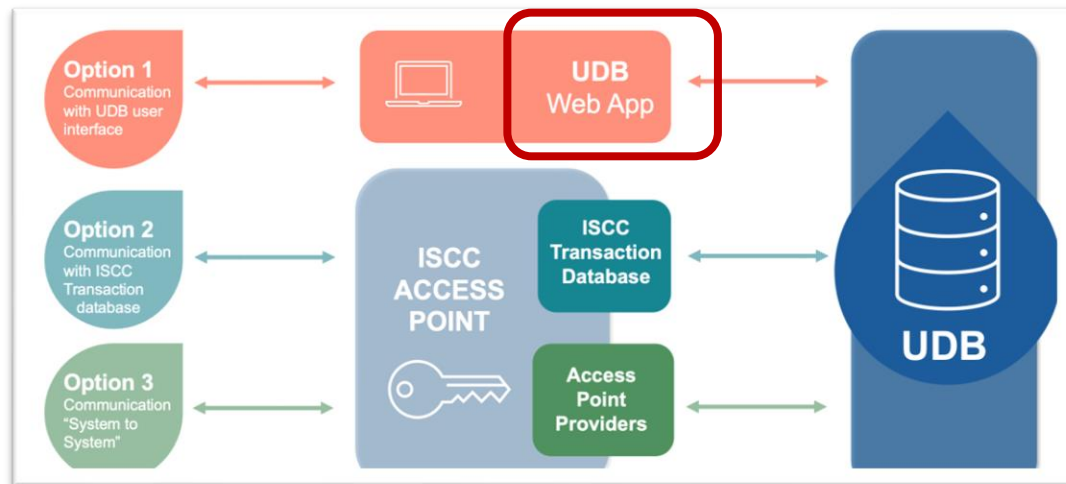 Option 1
Communication
with UDB user
interface
UDB
Web App
Option 2
Communication
with ISCC
Transaction
database
ISCC
ACCESS
POINT
ISCC
Transaction
Database
UDB
Option 3
Communication
“System to
System”
Access
Point
Providers